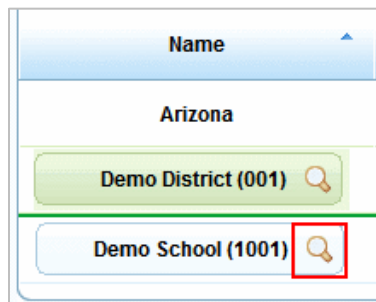 Name
Arizona
Demo District (001)
Demo School (1001)